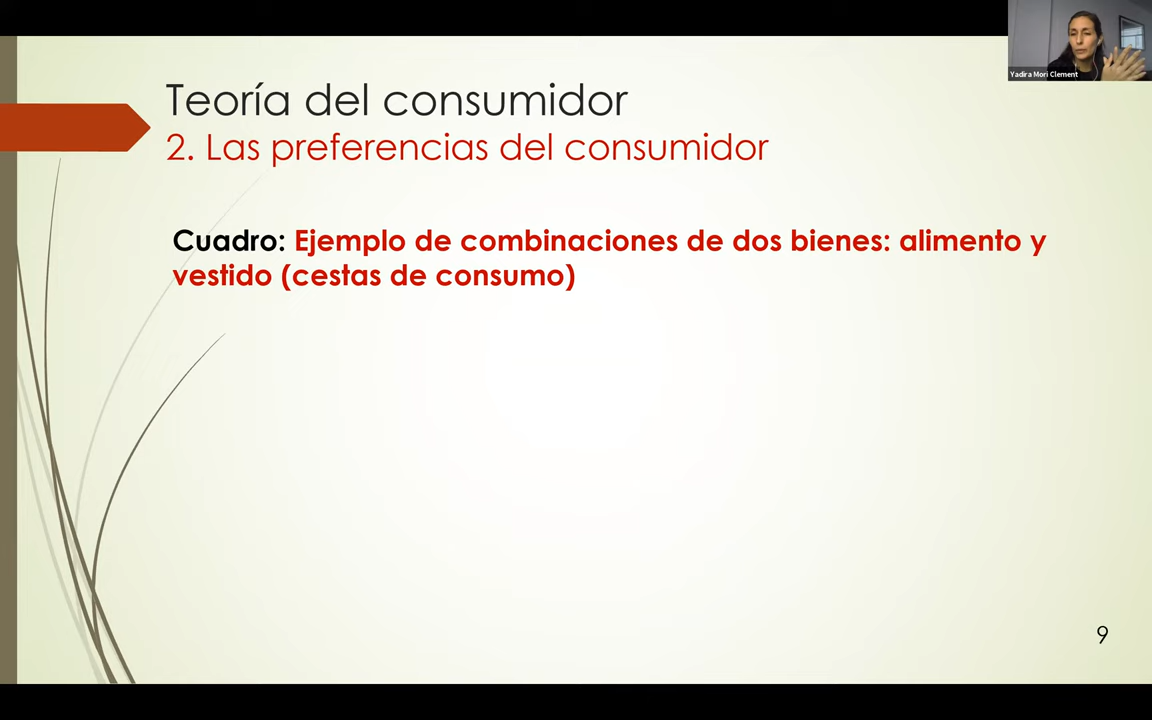 Yadira Mori Clement
Teoría del consumidor
2. Las preferencias del consumidor
Cuadro: Ejemplo de combinaciones de dos bienes: alimento y
vestido (cestas de consumo)
9